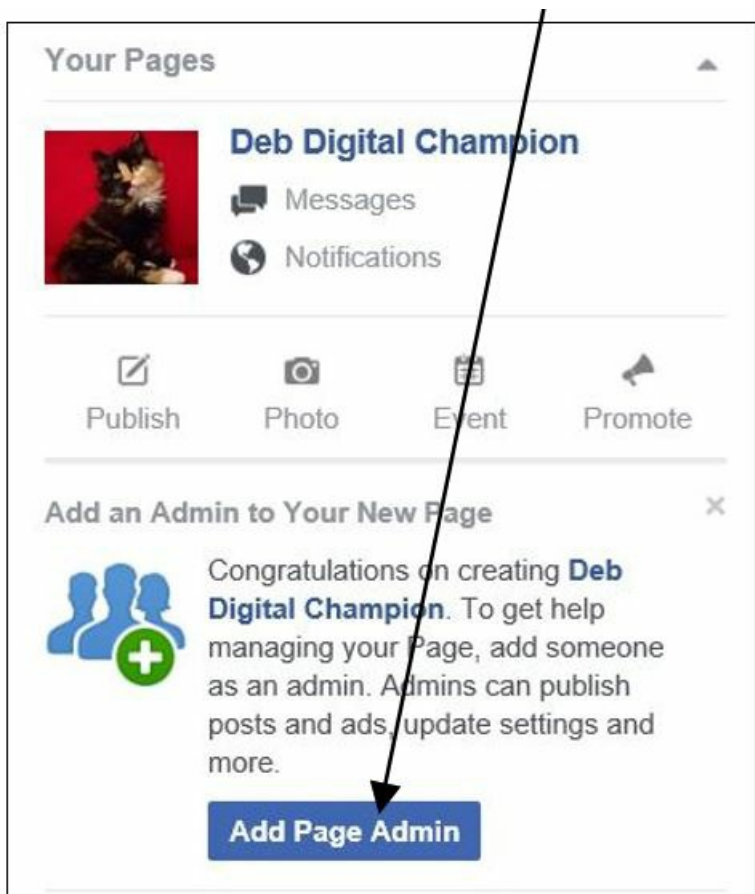 Your Pages
Deb Digital Champion
Messages
Notifications
Publish Photo Event Promote
Add an Admin to Your New Page
Congratulations on creating Deb
Digital Champion. To get help
managing your Page, add someone
as an admin. Admins can publish
posts and ads, update settings and
more.
Add Page Admin